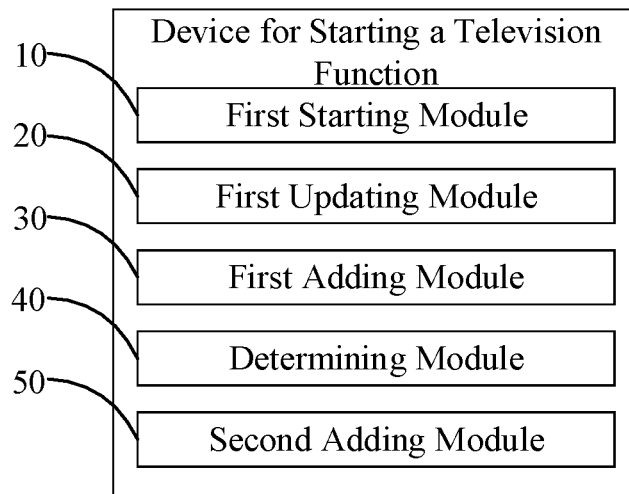 Device for Starting a Television
Function
10
First Starting Module
20
First Updating Module
30
First Adding Module
40
Determining Module
50
Second Adding Module